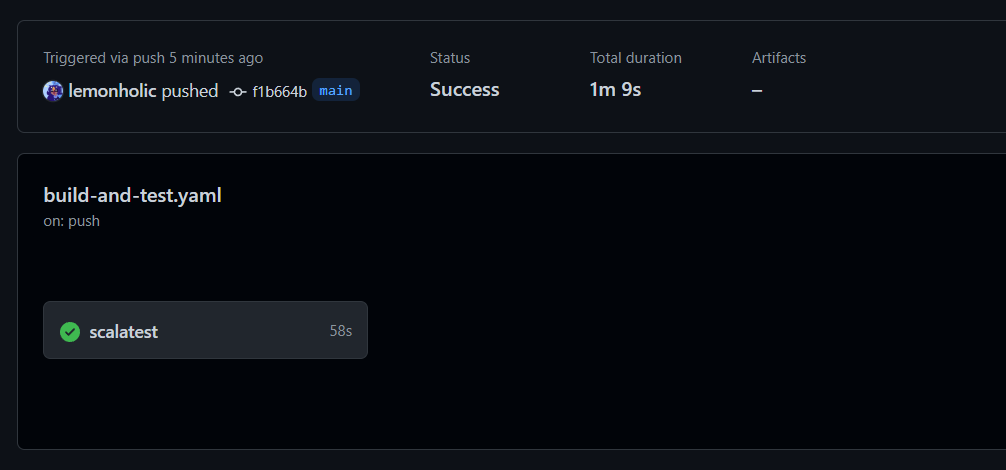 Triggered via push 5 minutes ago
lemonholic pushed f1b664b main
Status
Success
Total duration
1m 9s
Artifacts
–
build-and-test.yaml
on: push
scalatest 58s